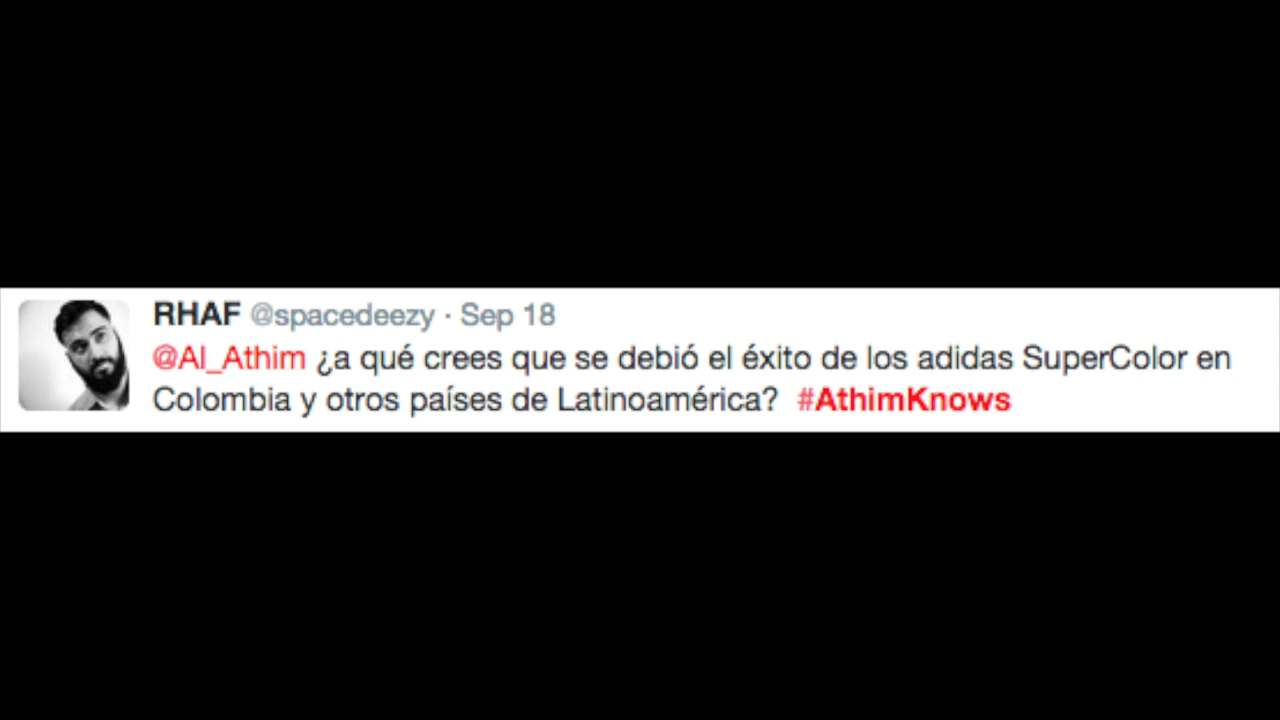 RHAF @spacedeezy · Sep 18
@Al_Athim ¿a qué crees que se debió el éxito de los adidas SuperColor en
Colombia y otros países de Latinoamérica? #AthimKnows